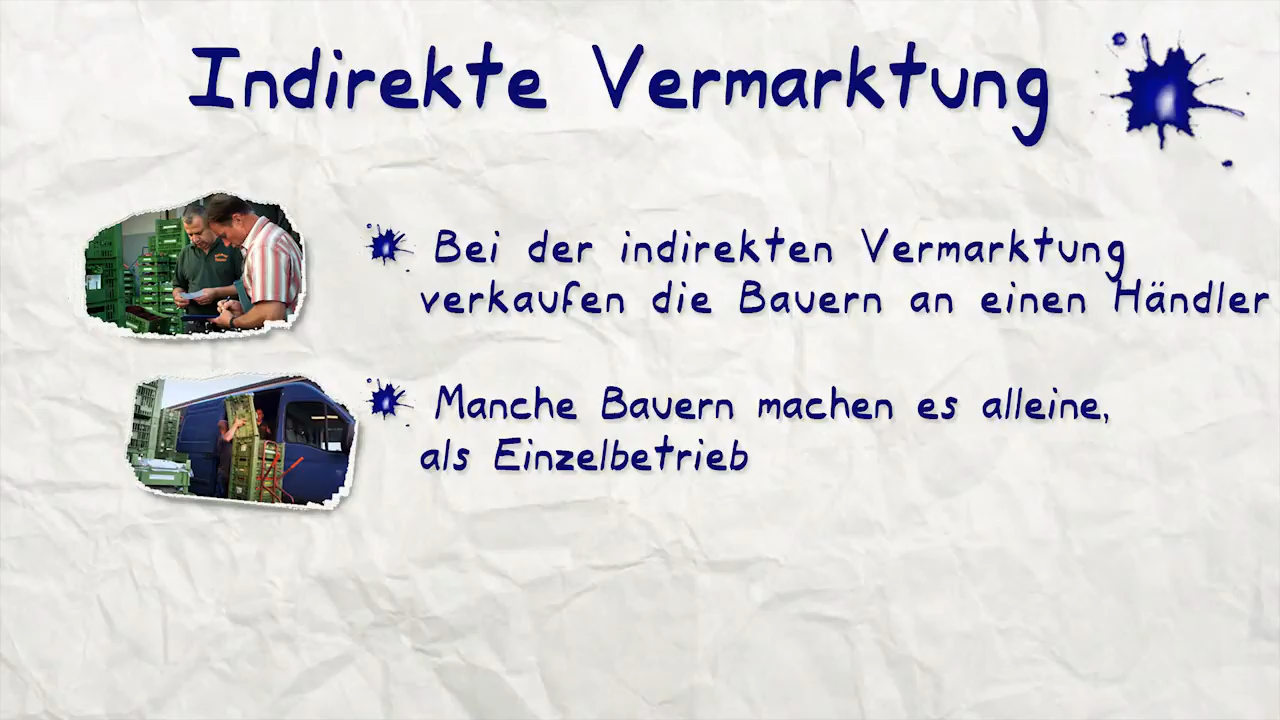 Indirekte Vermarktung
Bei der indirekten Vermarktung
verkaufen die Bauern an einen Händler
Manche Bauern machen es alleine,
als Einzelbetrieb